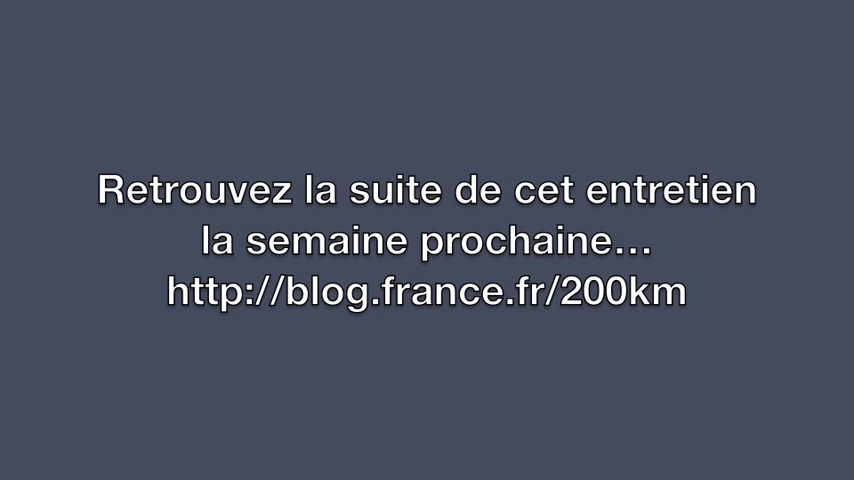 Retrouvez la suite de cet entretien
la semaine prochaine...
http://blog.france.fr/200km